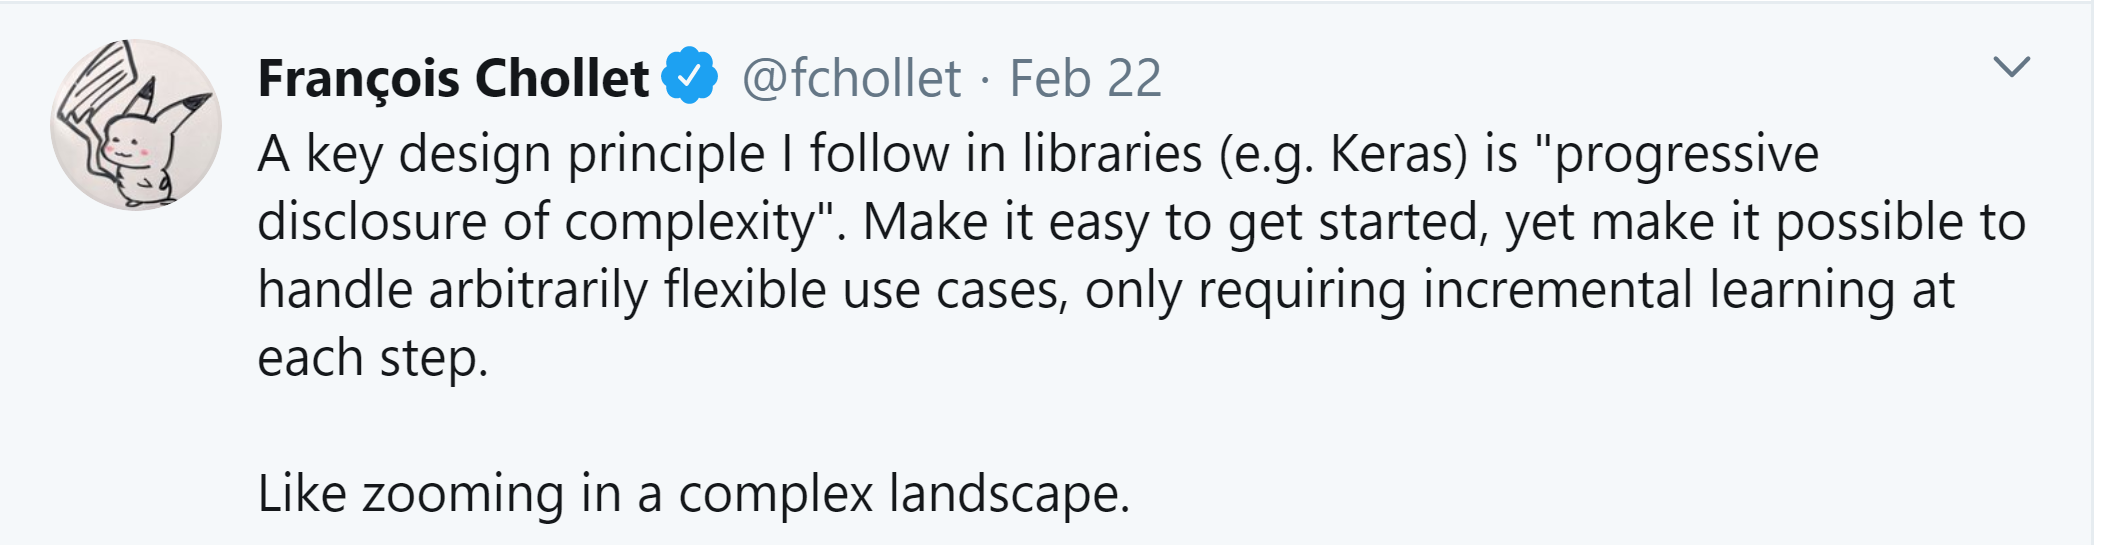 François Chollet @fchollet · Feb 22
A key design principle I follow in libraries (e.g. Keras) is "progressive
disclosure of complexity". Make it easy to get started, yet make it possible to
handle arbitrarily flexible use cases, only requiring incremental learning at
each step.
Like zooming in a complex landscape.